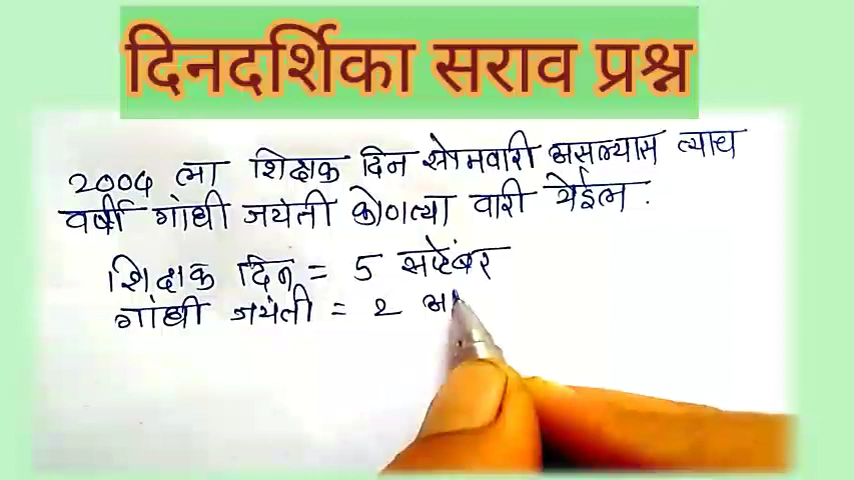 दिनदर्शिका सराव प्रश्न
2004 ला शिक्षक दिन सोमवारी असल्यास त्याच
वर्षी गांधी जयंती कोणत्या वारी येईल.
शिक्षक दिन = 5 सप्टेंबर
गांधी जयंती = 2 अ